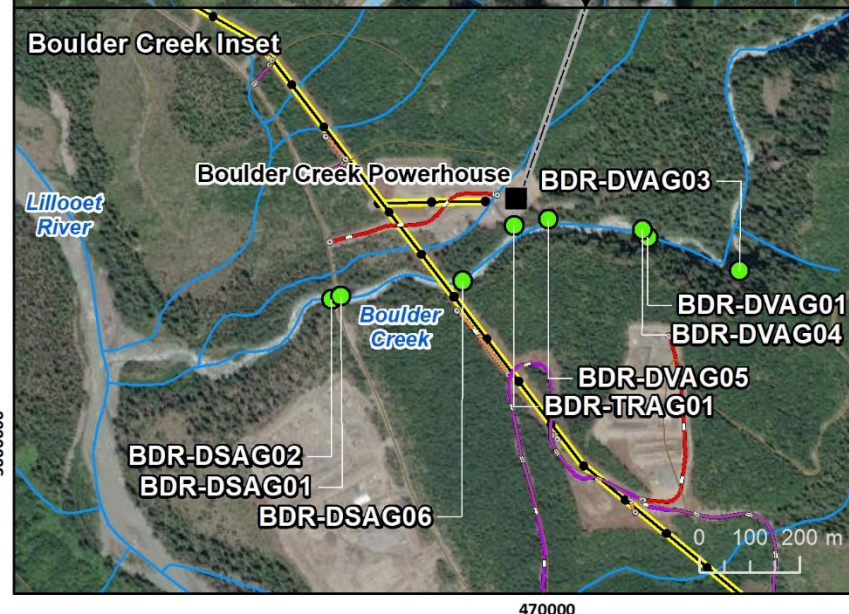 Boulder Creek Inset
Boulder Creek Powerhouse
BDR-DVAG03
Lillooet
River
BDR-DVAG01
Boulder
Creek
BDR-DVAG04
BDR-DVAG05
BDR-TRAG01
BDR-DSAG02
BDR-DSAG01
BDR-DSAG06
0 100 200 m
470000